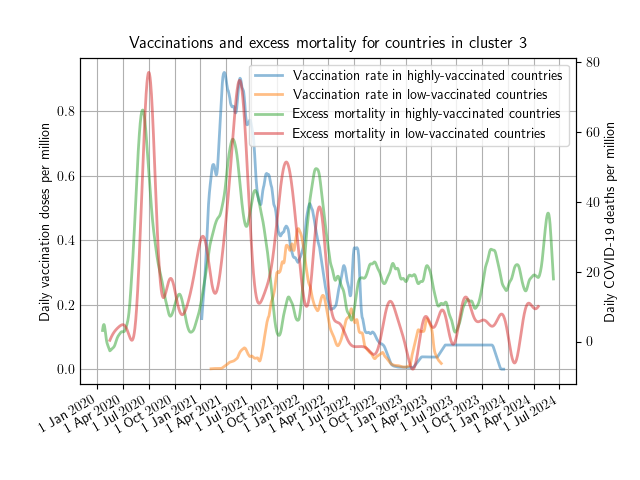 Vaccinations and excess mortality for countries in cluster 3
Vaccination rate in highly-vaccinated countries
Vaccination rate in low-vaccinated countries
Excess mortality in highly-vaccinated countries
Excess mortality in low-vaccinated countries
Daily vaccination doses per million
0.8
0.6
0.4
0.2
0.0
80
60
40
20
0
Daily COVID-19 deaths per million
1 Jan 2020
1 Apr 2020
1 Jul 2020
1 Oct 2020
1 Jan 2021
1 Apr 2021
1 Jul 2021
1 Oct 2021
1 Jan 2022
1 Apr 2022
1 Jul 2022
1 Oct 2022
1 Jan 2023
1 Apr 2023
1 Jul 2023
1 Oct 2023
1 Jan 2024
1 Apr 2024
1 Jul 2024